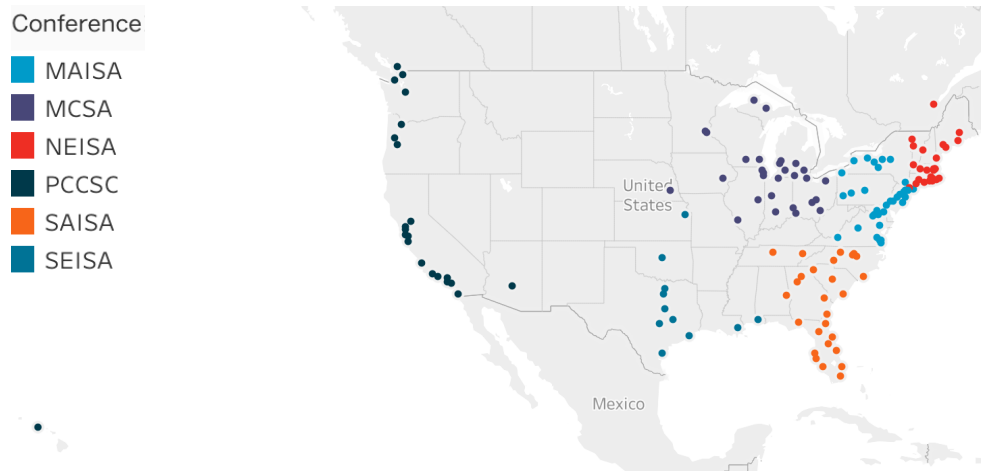 Conference
MAISA
MCSA
NEISA
PCCSC
SAISA
SEISA
United
States
Mexico